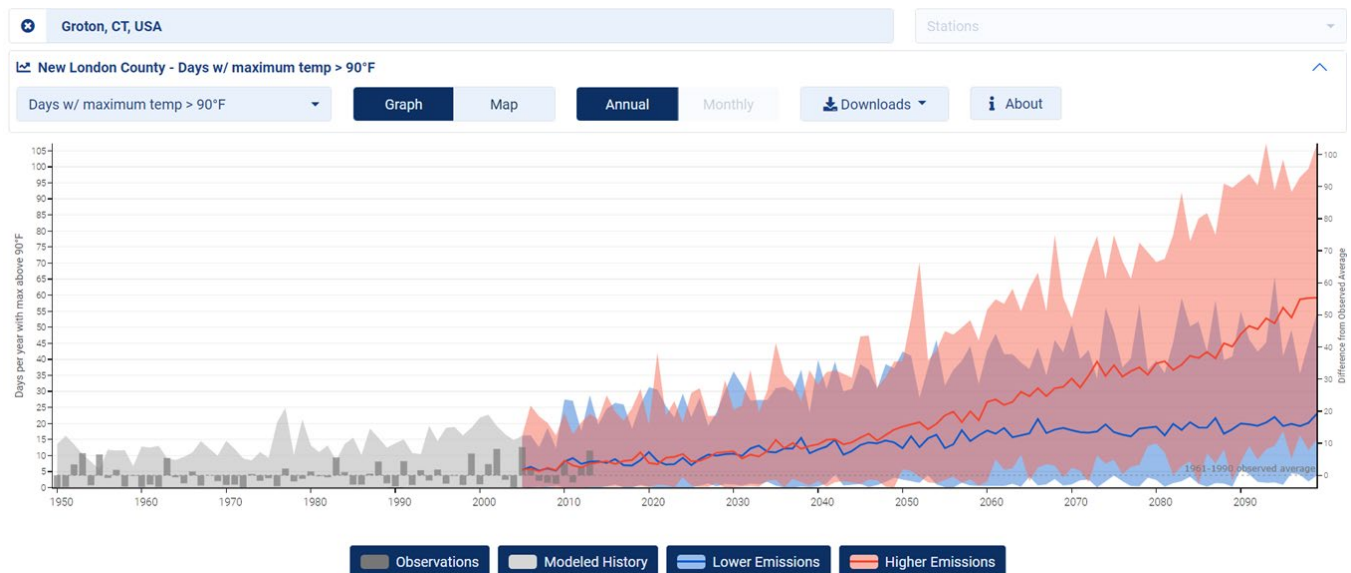 Groton, CT, USA
Stations
New London County - Days w/ maximum temp > 90°F
Days w/ maximum temp > 90°F
Graph
Map
Annual
Monthly
Downloads
About
Days per year with max above 90°F
105
100
95
90
85
80
75
70
65
60
55
50
45
40
35
30
25
20
15
10
5
0
100
90
80
70
60
50
40
30
20
10
0
Difference from Observed Average
1961-1990 observed average
1950 1960 1970 1980 1990 2000 2010 2020 2030 2040 2050 2060 2070 2080 2090
Observations
Modeled History
Lower Emissions
Higher Emissions